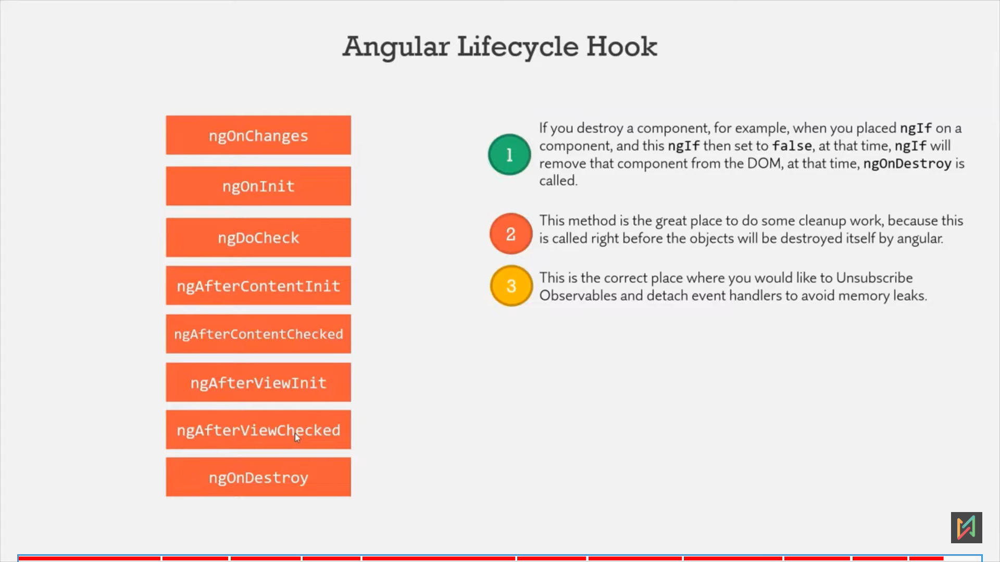 Angular Lifecycle Hook
ngOnChanges
ngOnInit
ngDoCheck
ngAfterContentInit
ngAfterContentChecked
ngAfterViewInit
ngAfterViewChecked
ngOnDestroy
1
If you destroy a component, for example, when you placed ngIf on a
component, and this ngIf then set to false, at that time, ngIf will
remove that component from the DOM, at that time, ngOnDestroy is
called.
2
This method is the great place to do some cleanup work, because this
is called right before the objects will be destroyed itself by angular.
3
This is the correct place where you would like to Unsubscribe
Observables and detach event handlers to avoid memory leaks.